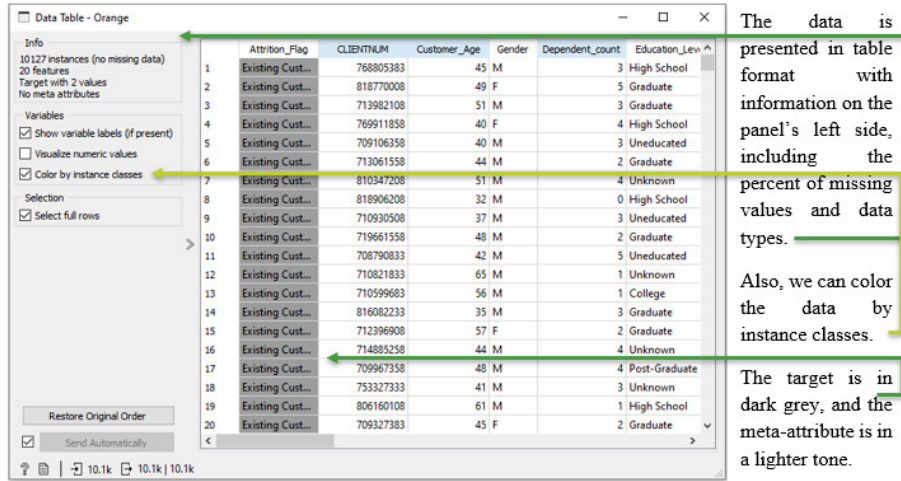 Data Table - Orange
Info
10127 instances (no missing data)
20 features
Target with 2 values
No meta attributes
Variables
Show variable labels (if present)
Visualize numeric values
Color by instance classes
Selection
Select full rows
Restore Original Order
Send Automatically
10.1k 10.1k | 10.1k
Attrition_Flag CLIENTNUM Customer_Age Gender Dependent_count Education_Lev
1 Existing Cust... 768805383 45 M 3 High School
2 Existing Cust... 818770008 49 F 5 Graduate
3 Existing Cust... 713982108 51 M 3 Graduate
4 Existing Cust... 769911858 40 F 4 High School
5 Existing Cust... 709106358 40 M 3 Uneducated
6 Existing Cust... 713061558 44 M 2 Graduate
7 Existing Cust... 810347208 51 M 4 Unknown
8 Existing Cust... 818906208 32 M 0 High School
9 Existing Cust... 710930508 37 M 3 Uneducated
10 Existing Cust... 719661558 48 M 2 Graduate
11 Existing Cust... 708790833 42 M 5 Uneducated
12 Existing Cust... 710821833 65 M 1 Unknown
13 Existing Cust... 710599683 56 M 1 College
14 Existing Cust... 816082233 35 M 3 Graduate
15 Existing Cust... 712396908 57 F 2 Graduate
16 Existing Cust... 714885258 44 M 4 Unknown
17 Existing Cust... 709967358 48 M 4 Post-Graduate
18 Existing Cust... 753327333 41 M 3 Unknown
19 Existing Cust... 806160108 61 M 1 High School
20 Existing Cust... 709327383 45 F 2 Graduate
The data is
presented in table
format with
information on the
panel's left side,
including the
percent of missing
values and data
types.
Also, we can color
the data by
instance classes.
The target is in
dark grey, and the
meta-attribute is in
a lighter tone.